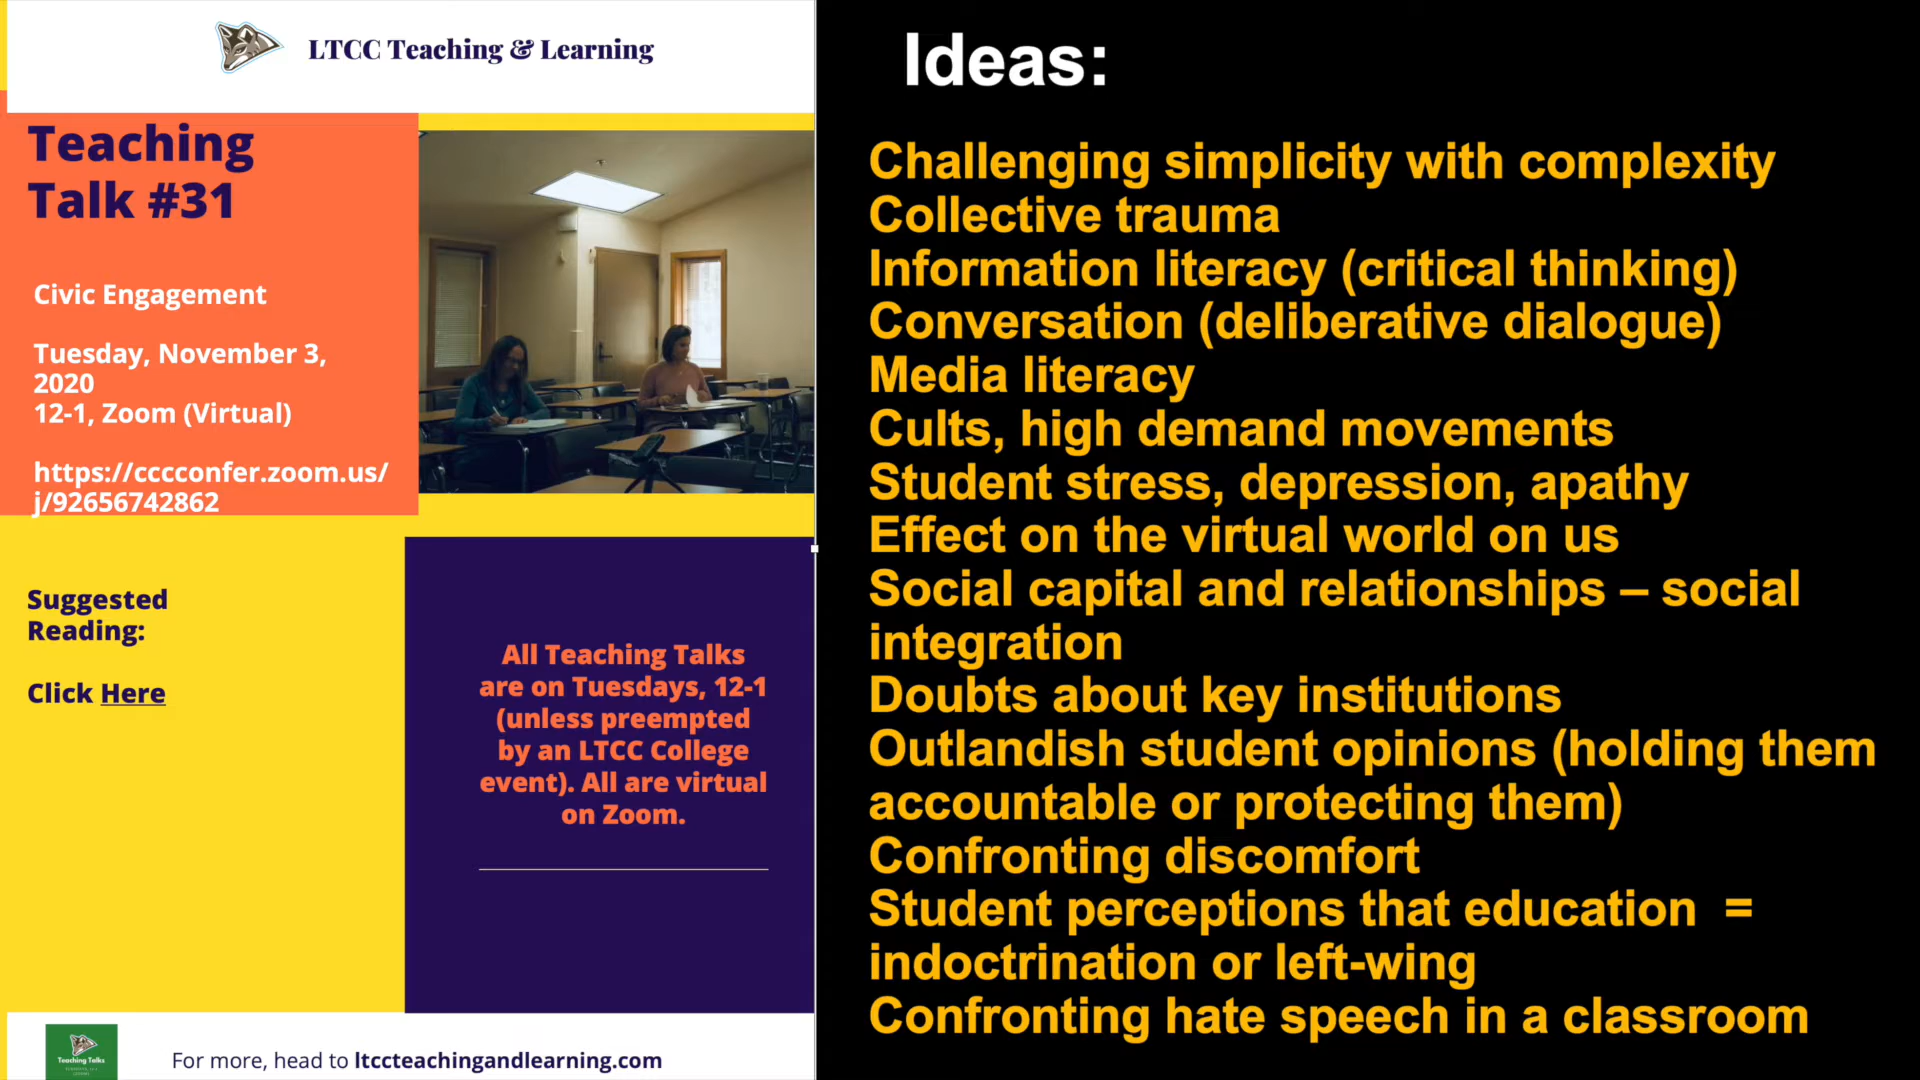 LTCC Teaching & Learning
Teaching
Talk #31
Civic Engagement
Tuesday, November 3,
2020
12-1, Zoom (Virtual)
https://cccconfer.zoom.us/
j/92656742862
Suggested
Reading:
Click Here
All Teaching Talks
are on Tuesdays, 12-1
(unless preempted
by an LTCC College
event). All are virtual
on Zoom.
Teaching Talks
For more, head to ltccteachingandlearning.com
Ideas:
Challenging simplicity with complexity
Collective trauma
Information literacy (critical thinking)
Conversation (deliberative dialogue)
Media literacy
Cults, high demand movements
Student stress, depression, apathy
Effect on the virtual world on us
Social capital and relationships – social
integration
Doubts about key institutions
Outlandish student opinions (holding them
accountable or protecting them)
Confronting discomfort
Student perceptions that education  =
indoctrination or left-wing
Confronting hate speech in a classroom